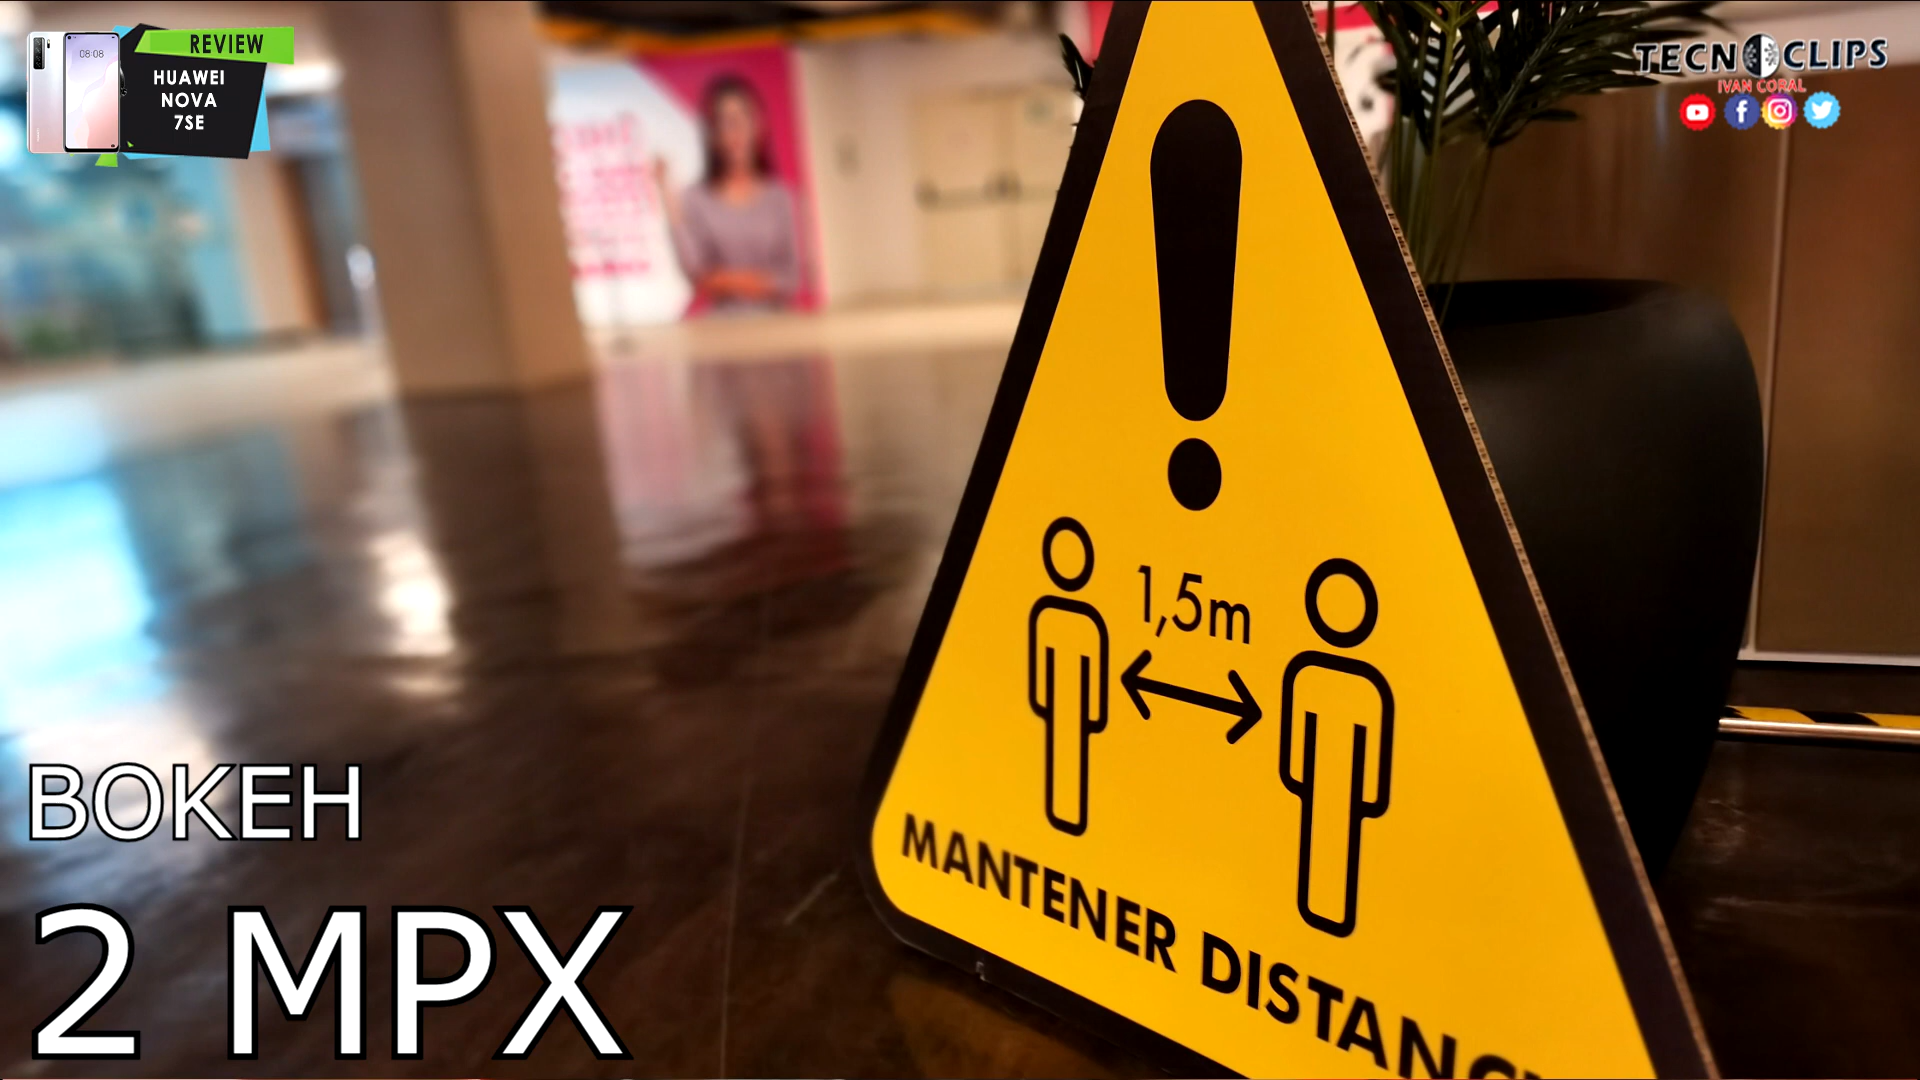 REVIEW
HUAWEI
NOVA
7SE
08:08
TECNOCLIPS
IVAN CORAL
1,5m
MANTENER DISTANC
BOKEH
2 MPX